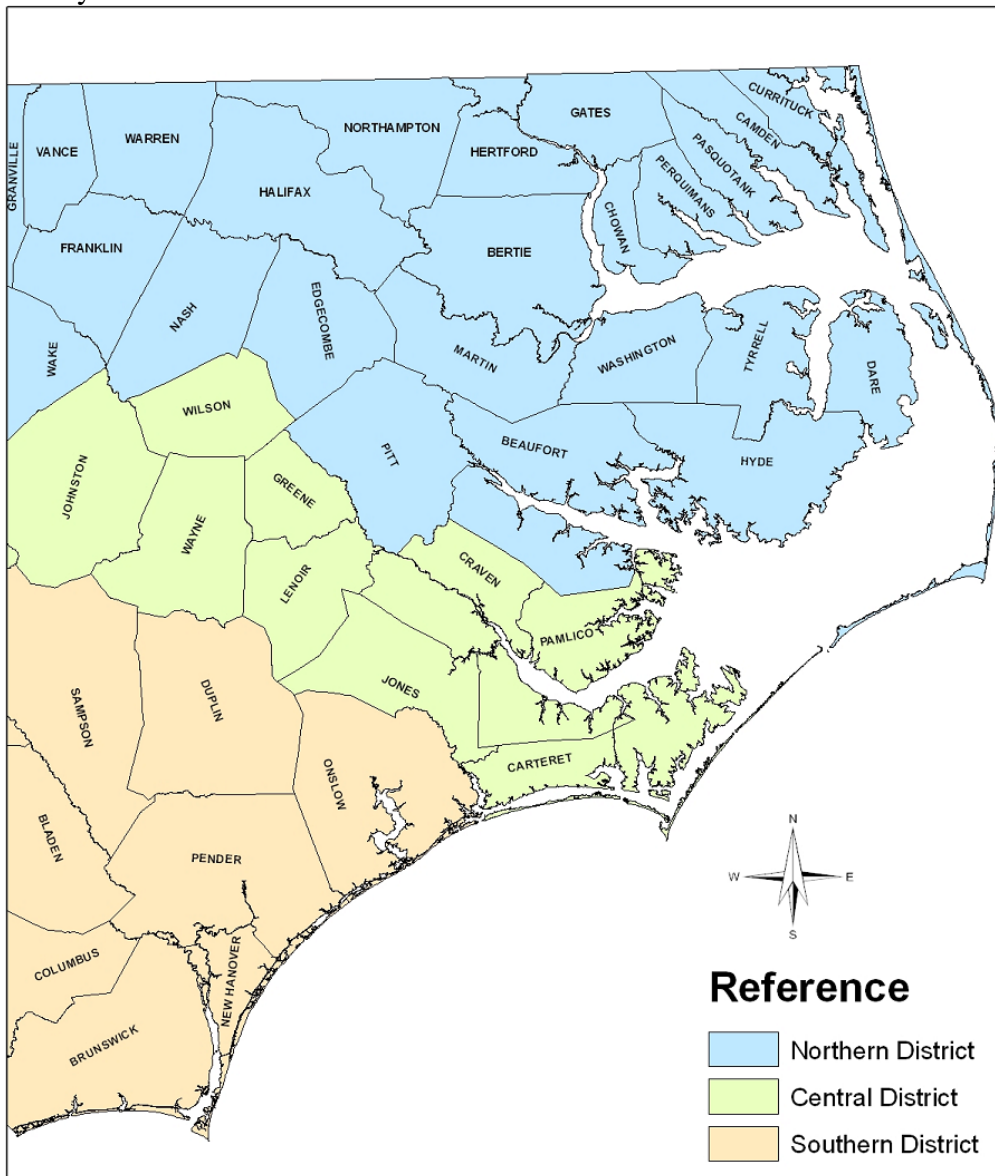 CURRITUCK
GATES
CAMDEN
NORTHAMPTON
WARREN
VANCE
HERTFORD
PASQUOTANK
GRANVILLE
PERQUIMANS
HALIFAX
CHOWAN
FRANKLIN
BERTIE
EDGECOMBE
NASH
WAKE
MARTIN
WASHINGTON
TYRRELL
DARE
WILSON
BEAUFORT
PITT
HYDE
JOHNSTON
GREENE
WAYNE
CRAVEN
LENOIR
PAMLICO
JONES
DUPLIN
SAMPSON
CARTERET
ONSLOW
BLADEN
PENDER
N
W E
S
COLUMBUS
NEW HANOVER
BRUNSWICK
Reference
Northern District
Central District
Southern District